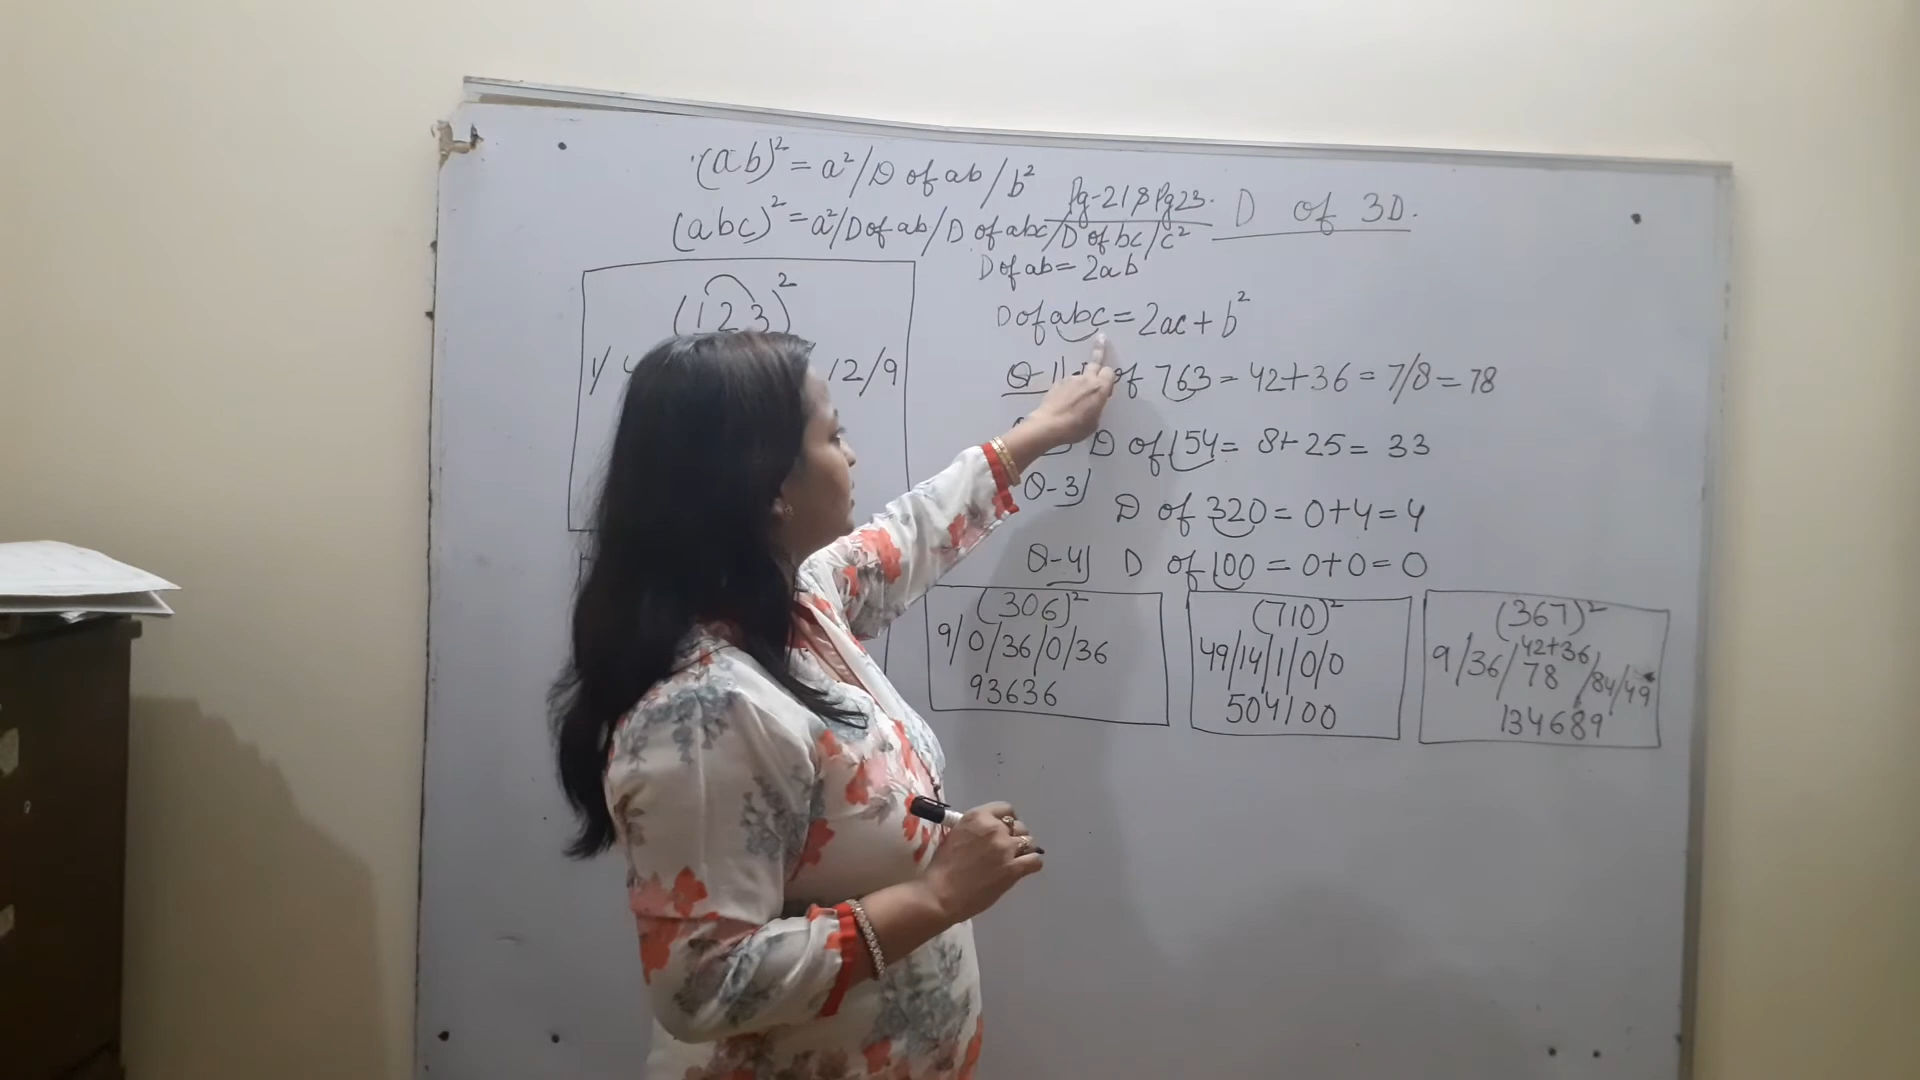 (ab)² = a²/D of ab/b²
Pg-21 & Pg23.
D of 3D.
(abc)² = a²/D of ab/D of abc/D of bc/c²
D of ab = 2ab
D of abc = 2ac + b²
(123)²
1/
12/9
Q-1) of 763 = 42+36 = 7/8 = 78
D of 154 = 8+25 = 33
Q-3)
D of 320 = 0+4 = 4
Q-4) D of 100 = 0+0 = 0
(306)²
9/0/36/0/36
93636
(710)²
49/14/1/0/0
504100
(367)²
42+36
9/36/78/84/49
134689